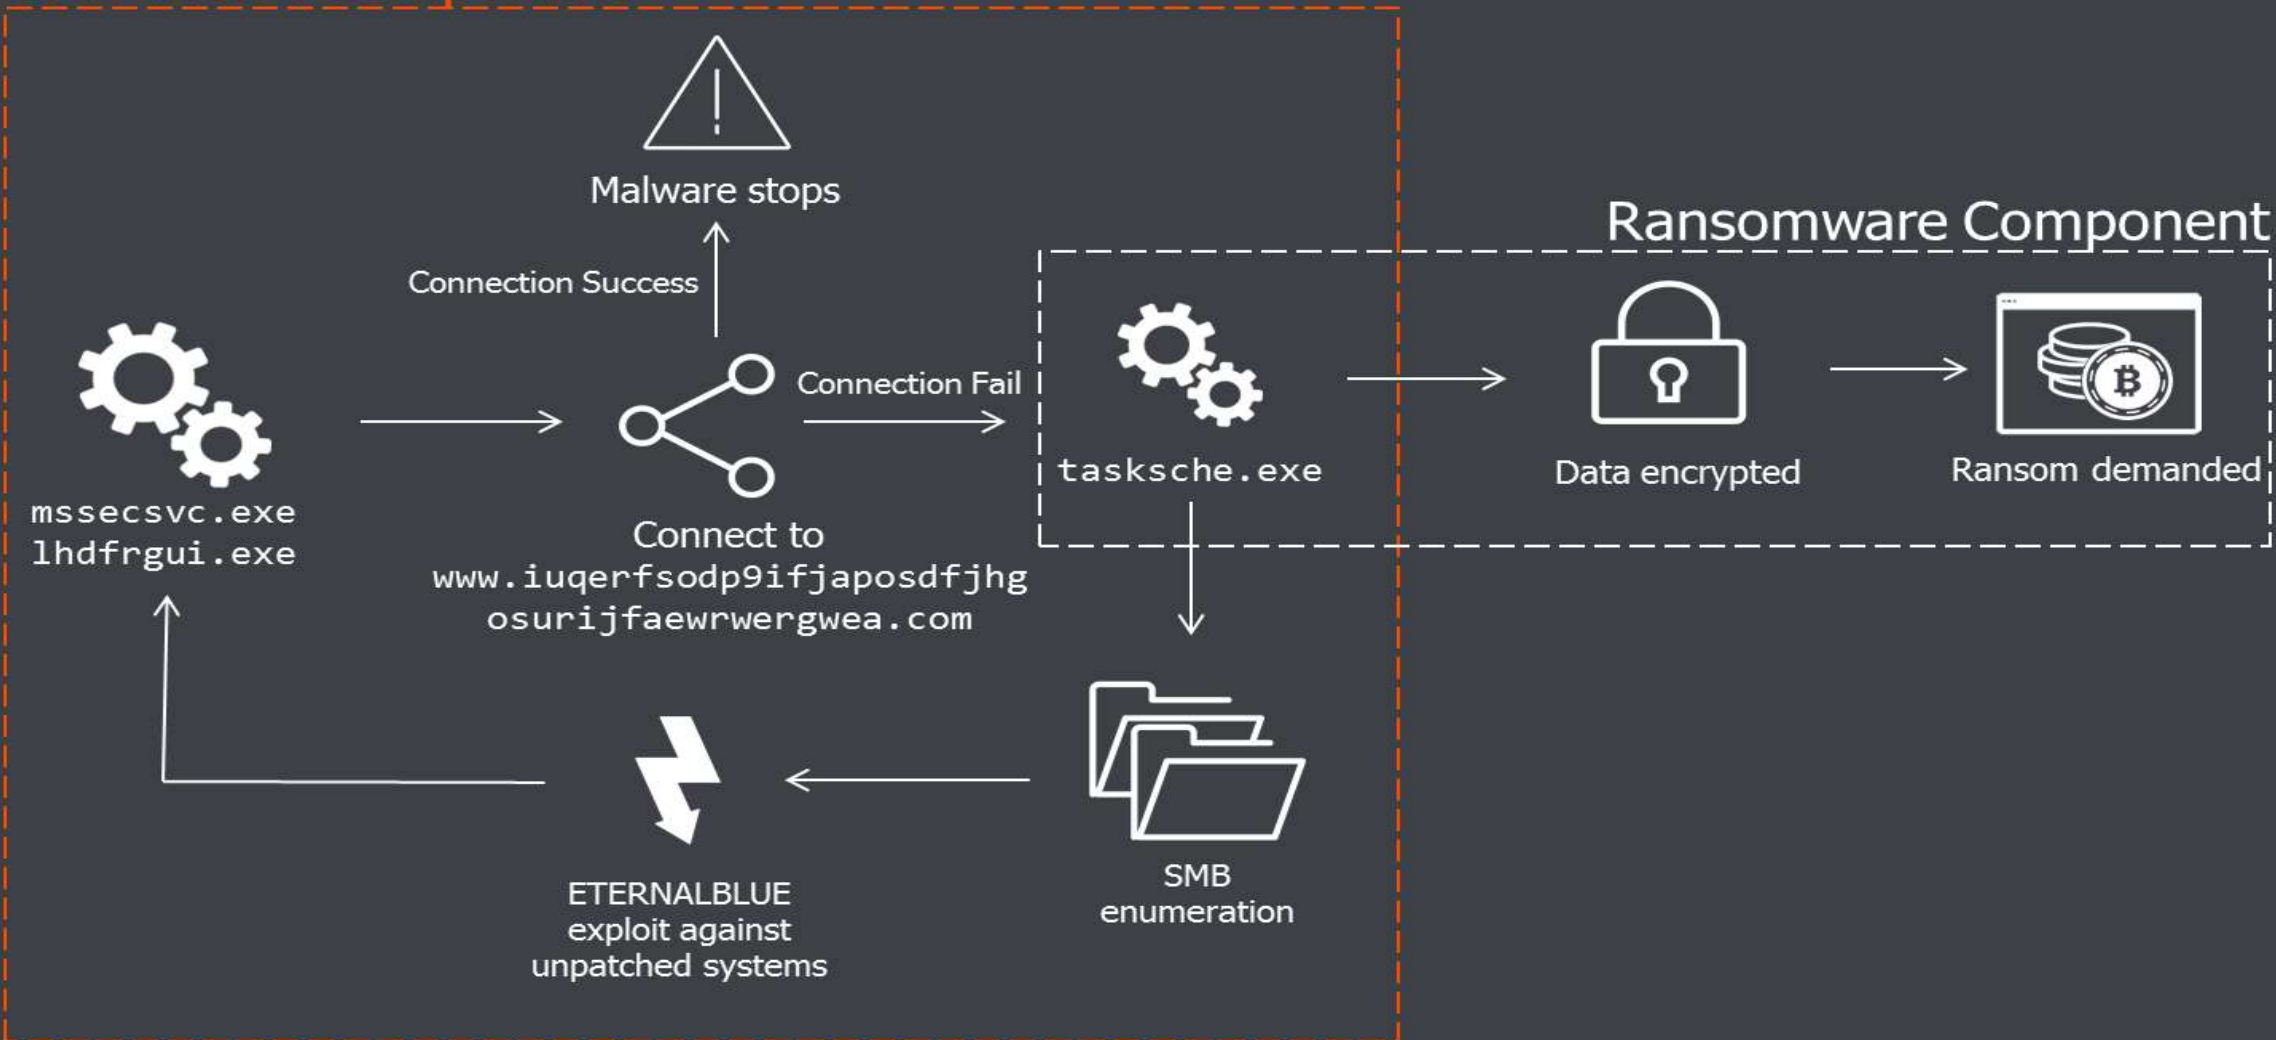 Malware stops
Ransomware Component
Connection Success
Connection Fail
mssecsvc.exe
lhdfrgui.exe
Connect to
www.iuqerfsodp9ifjaposdfjhg
osurijfaewrwergwea.com
tasksche.exe
Data encrypted
Ransom demanded
ETERNALBLUE
exploit against
unpatched systems
SMB
enumeration